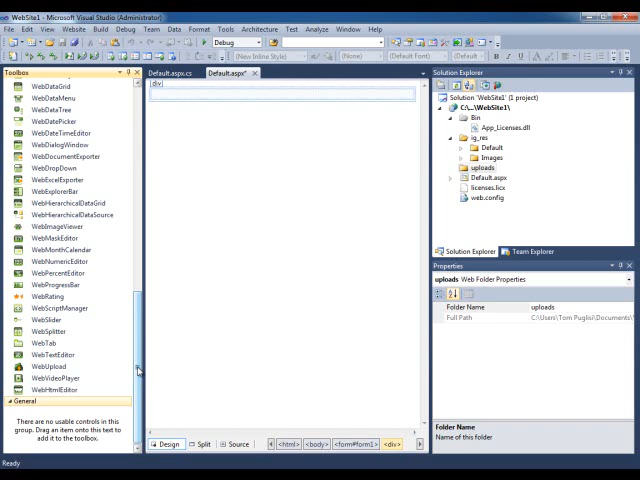 WebSite1 - Microsoft Visual Studio (Administrator)
File Edit View Website Build Debug Team Data Format Tools Architecture Test Analyze Window Help
Debug
(New Inline Style) (None) (Default Font) (Default
Toolbox
WebDataGrid
WebDataMenu
WebDataTree
WebDatePicker
WebDateTimeEditor
WebDialogWindow
WebDocumentExporter
WebDropDown
WebExcelExporter
WebExplorerBar
WebHierarchicalDataGrid
WebHierarchicalDataSource
WebImageViewer
WebMaskEditor
WebMonthCalendar
WebNumericEditor
WebPercentEditor
WebProgressBar
WebRating
WebScriptManager
WebSlider
WebSplitter
WebTab
WebTextEditor
WebUpload
WebVideoPlayer
WebHtmlEditor
General
There are no usable controls in this
group. Drag an item onto this text to
add it to the toolbox.
Default.aspx.cs Default.aspx*
div
Design Split Source <html> <body> <form#form1> <div>
Solution Explorer
Solution 'WebSite1' (1 project)
C:\...\WebSite1\
Bin
App_Licenses.dll
ig_res
Default
Images
uploads
Default.aspx
licenses.licx
web.config
Solution Explorer Team Explorer
Properties
uploads Web Folder Properties
Folder Name uploads
Full Path C:\Users\Tom Puglisi\Documents\
Folder Name
Name of this folder
Ready